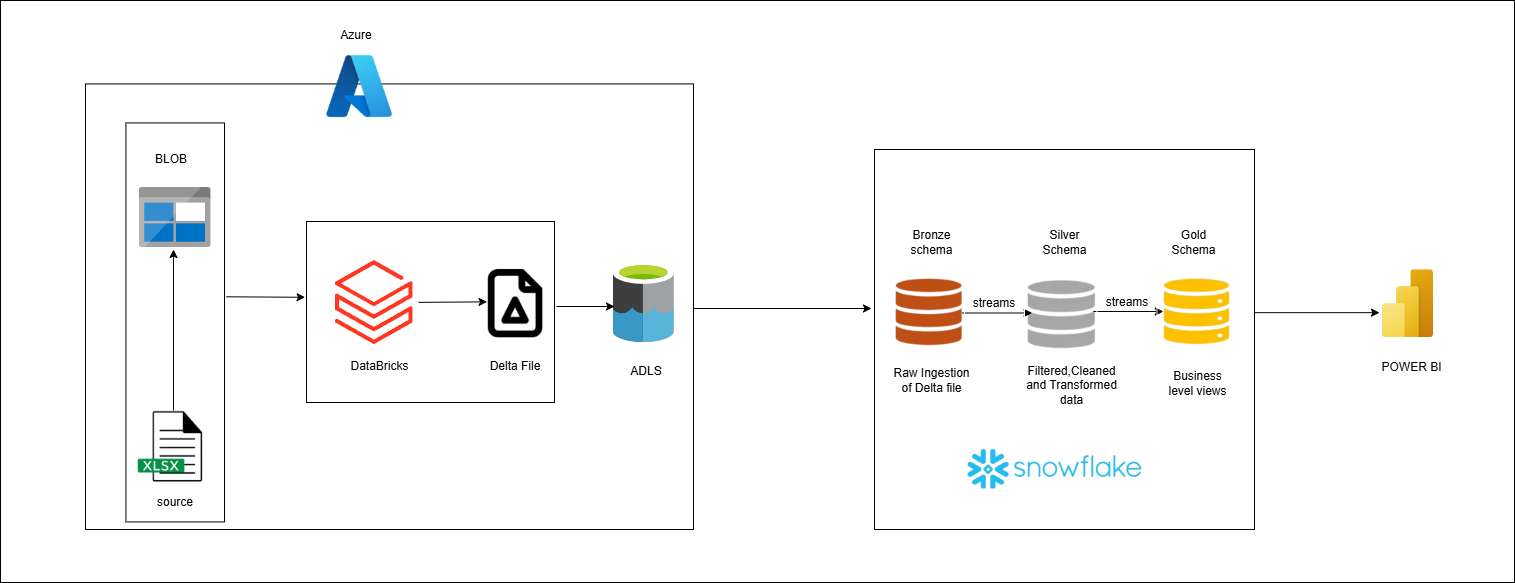 Azure
BLOB
XLSX
source
DataBricks
Delta File
ADLS
Bronze
schema
Silver
Schema
Gold
Schema
streams
streams
Raw Ingestion
of Delta file
Filtered,Cleaned
and Transformed
data
Business
level views
snowflake
POWER BI